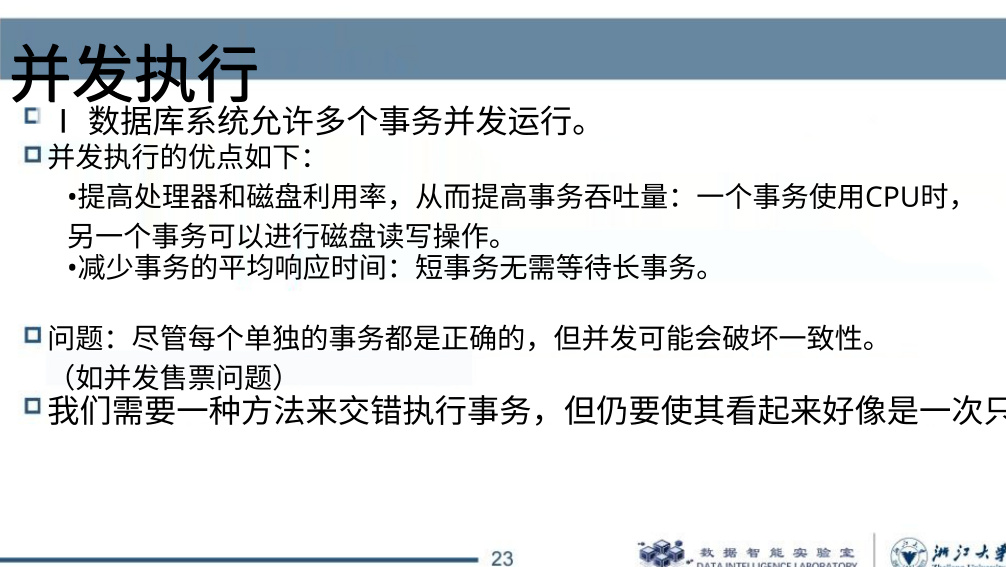 并发执行
l 数据库系统允许多个事务并发运行。
并发执行的优点如下：
•提高处理器和磁盘利用率，从而提高事务吞吐量：一个事务使用CPU时，
另一个事务可以进行磁盘读写操作。
•减少事务的平均响应时间：短事务无需等待长事务。
问题：尽管每个单独的事务都是正确的，但并发可能会破坏一致性。
（如并发售票问题）
我们需要一种方法来交错执行事务，但仍要使其看起来好像是一次只
23
数据智能实验室
DATA INTELLIGENCE LABORATORY
浙江大学